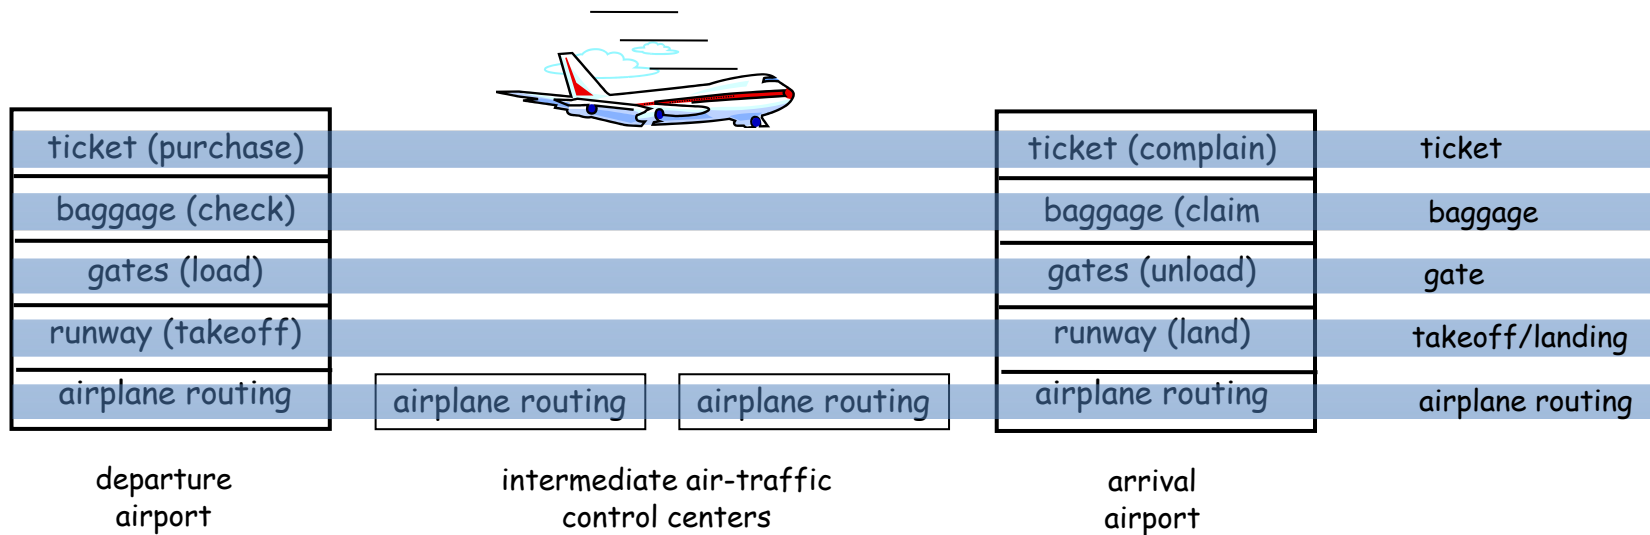 ticket (purchase) ticket (complain) ticket
baggage (check) baggage (claim baggage
gates (load) gates (unload) gate
runway (takeoff) runway (land) takeoff/landing
airplane routing airplane routing airplane routing airplane routing airplane routing
departure
airport
intermediate air-traffic
control centers
arrival
airport